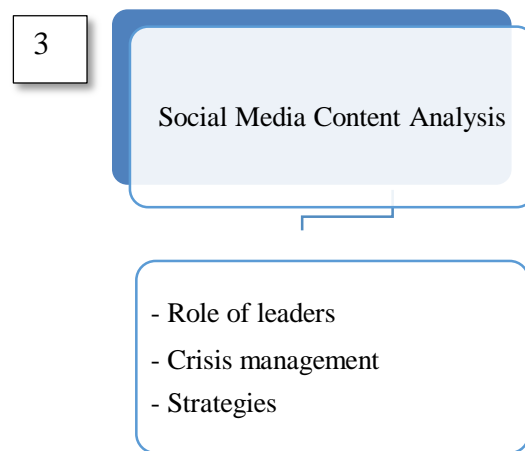 3
Social Media Content Analysis
- Role of leaders
- Crisis management
- Strategies